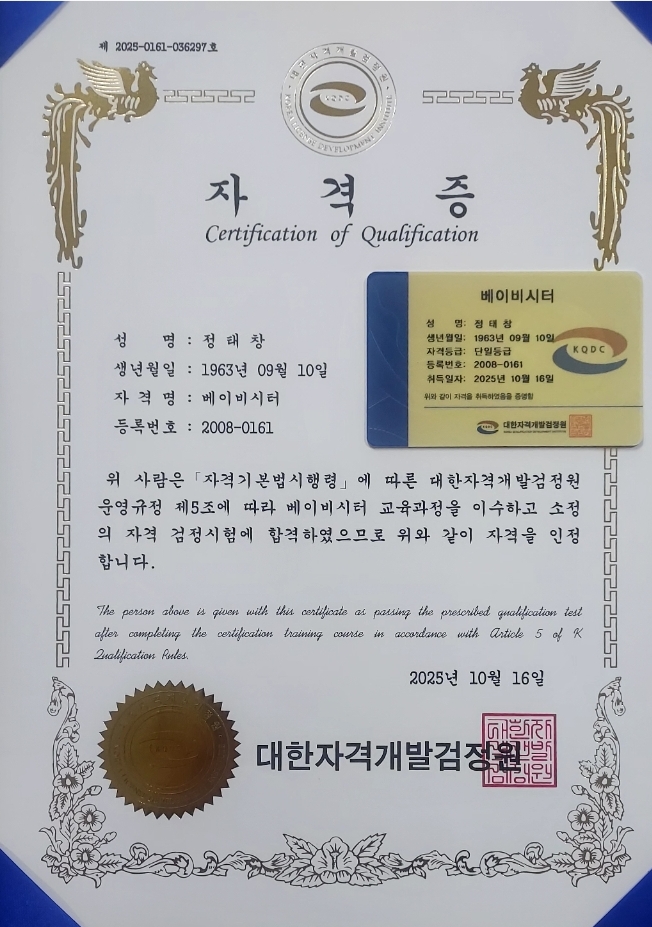 제 2025-0161-036297호
KQDC
자 격 증
Certification of Qualification
성 명 : 정 태 창
생년월일 : 1963년 09월 10일
자 격 명 : 베이비시터
등록번호 : 2008-0161
베이비시터
성 명: 정 태 창
생년월일: 1963년 09월 10일
자격등급: 단일등급
등록번호: 2008-0161
취득일자: 2025년 10월 16일
위와 같이 자격을 취득하였음을 증명함
KQDC
대한자격개발검정원
위 사람은 「자격기본법시행령」에 따른 대한자격개발검정원
운영규정 제5조에 따라 베이비시터 교육과정을 이수하고 소정
의 자격 검정시험에 합격하였으므로 위와 같이 자격을 인정
합니다.
The person above is given with this certificate as passing the prescribed qualification test
after completing the certification training course in accordance with Article 5 of K
Qualification Rules.
2025년 10월 16일
대한자격개발검정원